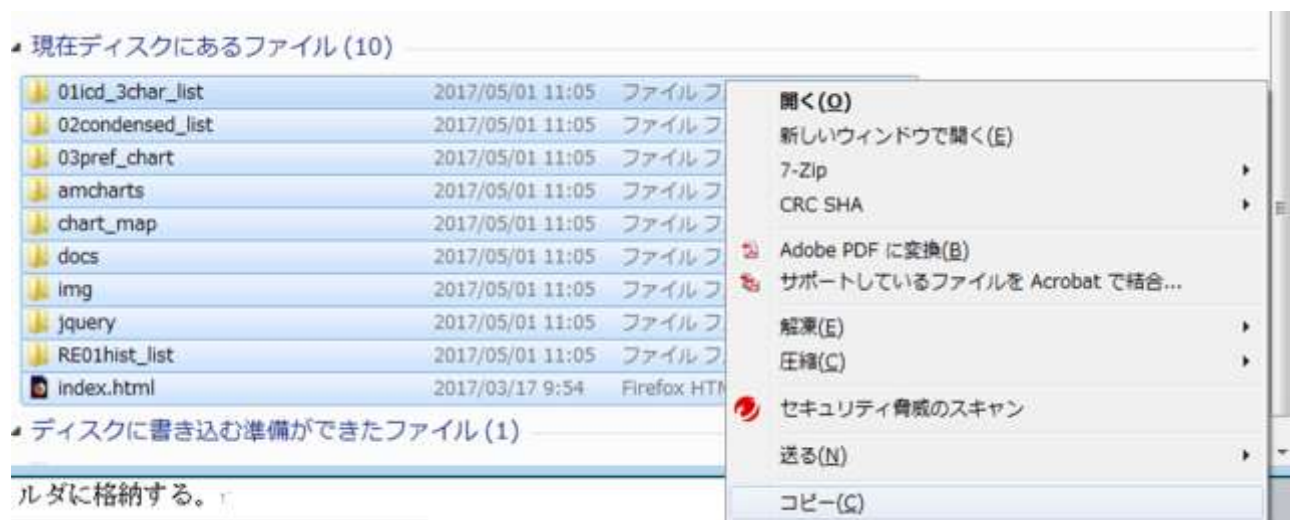 現在ディスクにあるファイル (10)
01icd_3char_list 2017/05/01 11:05 ファイル フ
02condensed_list 2017/05/01 11:05 ファイル フ
03pref_chart 2017/05/01 11:05 ファイル フ
amcharts 2017/05/01 11:05 ファイル フ
chart_map 2017/05/01 11:05 ファイル フ
docs 2017/05/01 11:05 ファイル フ
img 2017/05/01 11:05 ファイル フ
jquery 2017/05/01 11:05 ファイル フ
RE01hist_list 2017/05/01 11:05 ファイル フ
index.html 2017/03/17 9:54 Firefox HTM
ディスクに書き込む準備ができたファイル (1)
ルダに格納する。
開く(O)
新しいウィンドウで開く(E)
7-Zip
CRC SHA
Adobe PDF に変換(B)
サポートしているファイルを Acrobat で結合...
解凍(E)
圧縮(C)
セキュリティ脅威のスキャン
送る(N)
コピー(C)